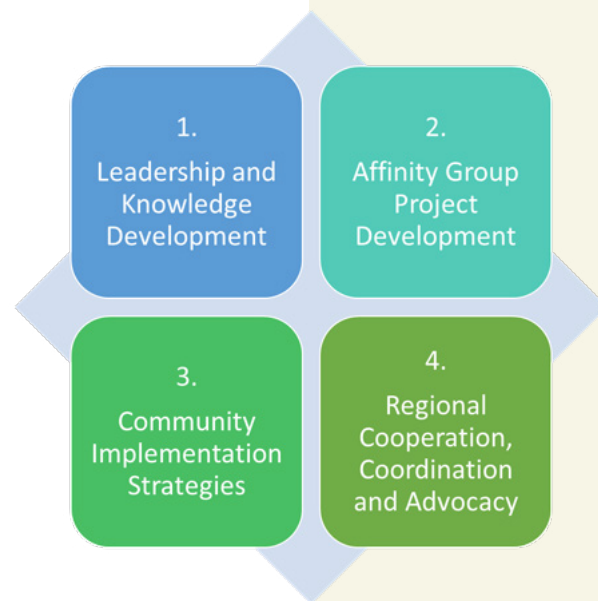 1.
Leadership and
Knowledge
Development
2.
Affinity Group
Project
Development
3.
Community
Implementation
Strategies
4.
Regional
Cooperation,
Coordination
and Advocacy